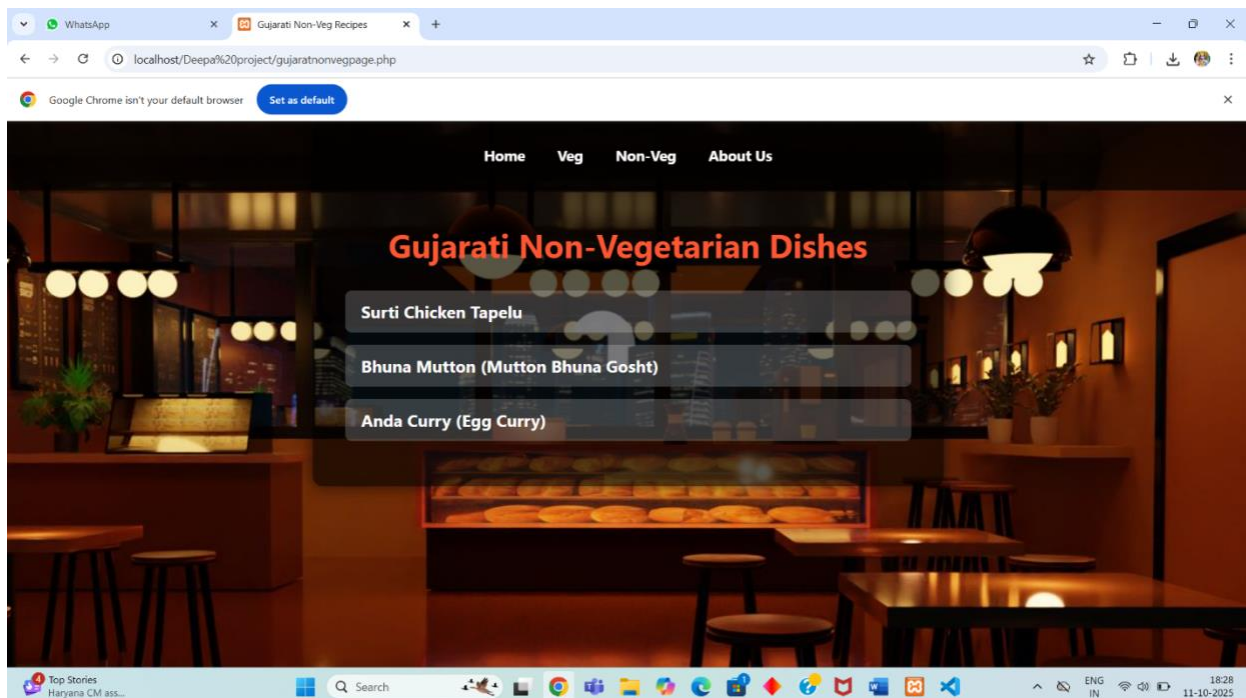 WhatsApp
Gujarati Non-Veg Recipes
localhost/Deepa%20project/gujaratnonvegpage.php
Google Chrome isn't your default browser Set as default
Home Veg Non-Veg About Us
Gujarati Non-Vegetarian Dishes
Surti Chicken Tapelu
Bhuna Mutton (Mutton Bhuna Gosht)
Anda Curry (Egg Curry)
4 Top Stories
Haryana CM ass...
Search
ENG
IN
18:28
11-10-2025